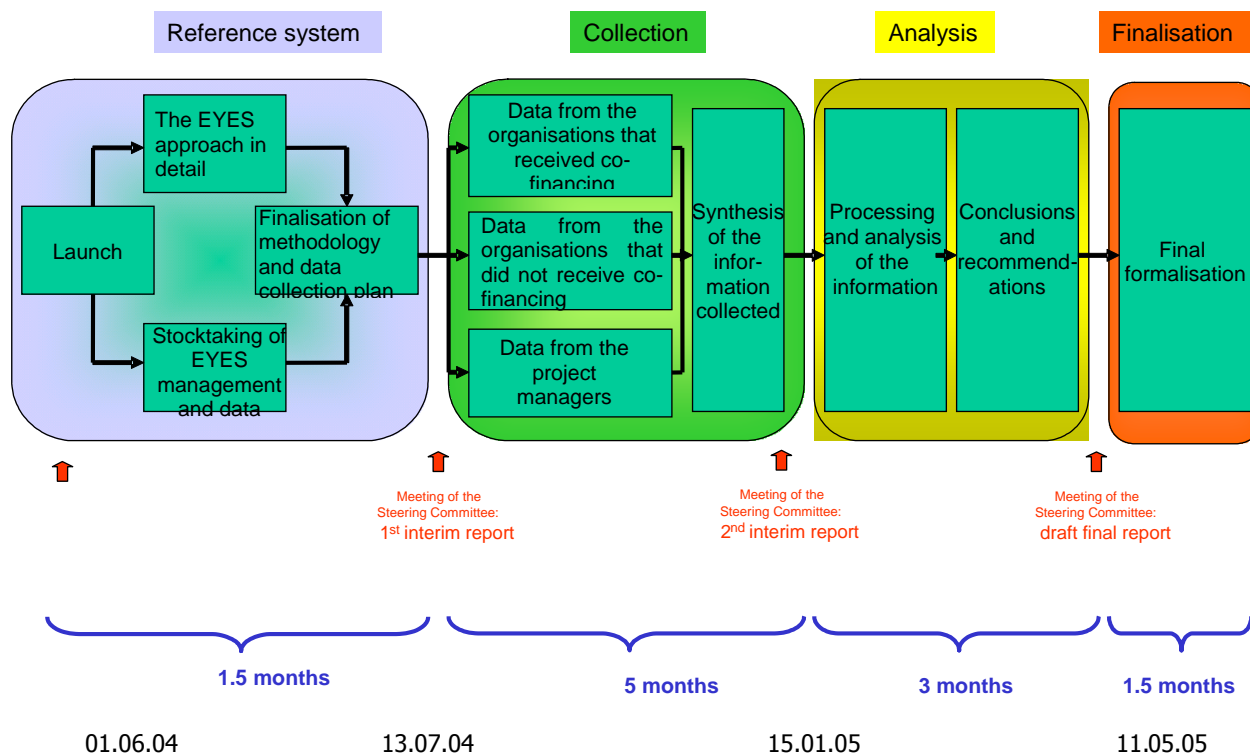 Reference system
Collection
Analysis
Finalisation
The EYES
approach in
detail
Launch
Finalisation of
methodology
and data
collection plan
Stocktaking of
EYES
management
and data
Data from the
organisations that
received co-
financing
Data from the
organisations that
did not receive co-
financing
Data from the
project
managers
Synthesis
of the
infor-
mation
collected
Processing
and analysis
of the
information
Conclusions
and
recommend-
ations
Final
formalisation
Meeting of the
Steering Committee:
1st interim report
Meeting of the
Steering Committee:
2nd interim report
Meeting of the
Steering Committee:
draft final report
1.5 months
5 months
3 months
1.5 months
01.06.04
13.07.04
15.01.05
11.05.05